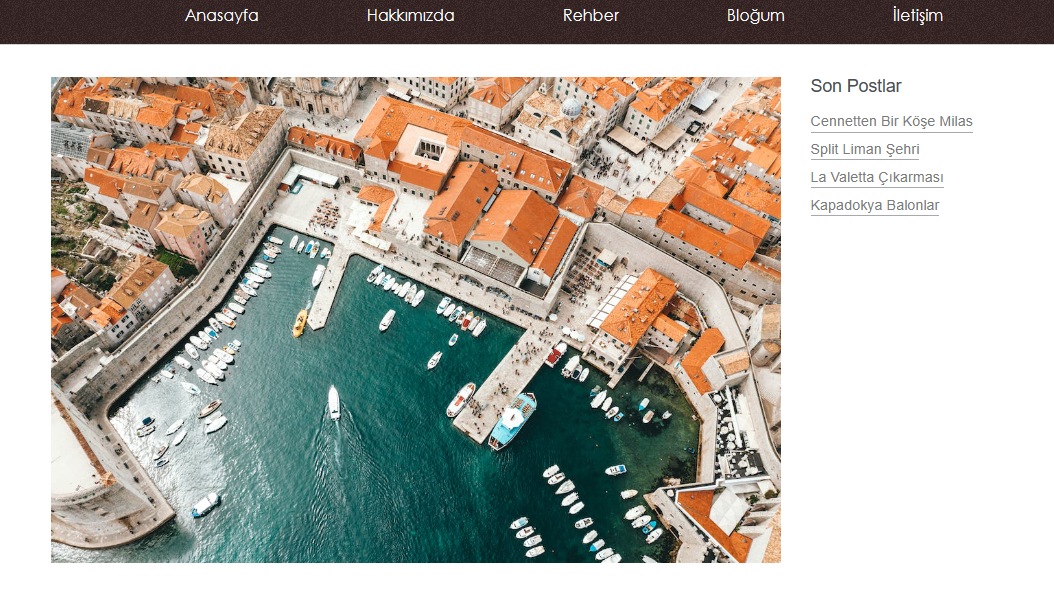 Anasayfa Hakkımızda Rehber Bloğum İletişim
Son Postlar
Cennetten Bir Köşe Milas
Split Liman Şehri
La Valetta Çıkarması
Kapadokya Balonlar